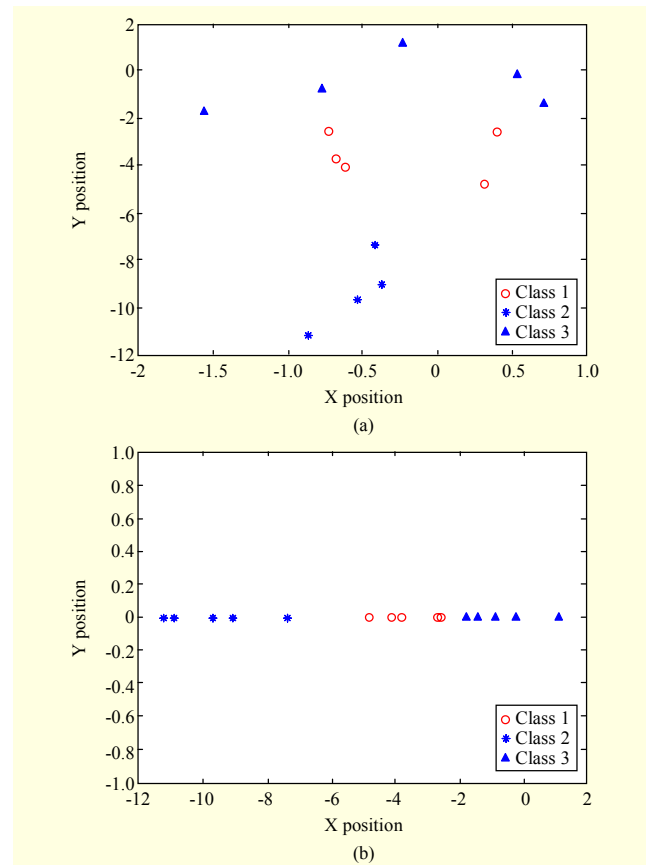 2
0
-2
-4
-6
-8
-10
-12
Y position
Class 1
Class 2
Class 3
-2 -1.5 -1.0 -0.5 0 0.5 1.0
X position
(a)
1.0
0.8
0.6
0.4
0.2
0
-0.2
-0.4
-0.6
-0.8
-1.0
Y position
Class 1
Class 2
Class 3
-12 -10 -8 -6 -4 -2 0 2
X position
(b)